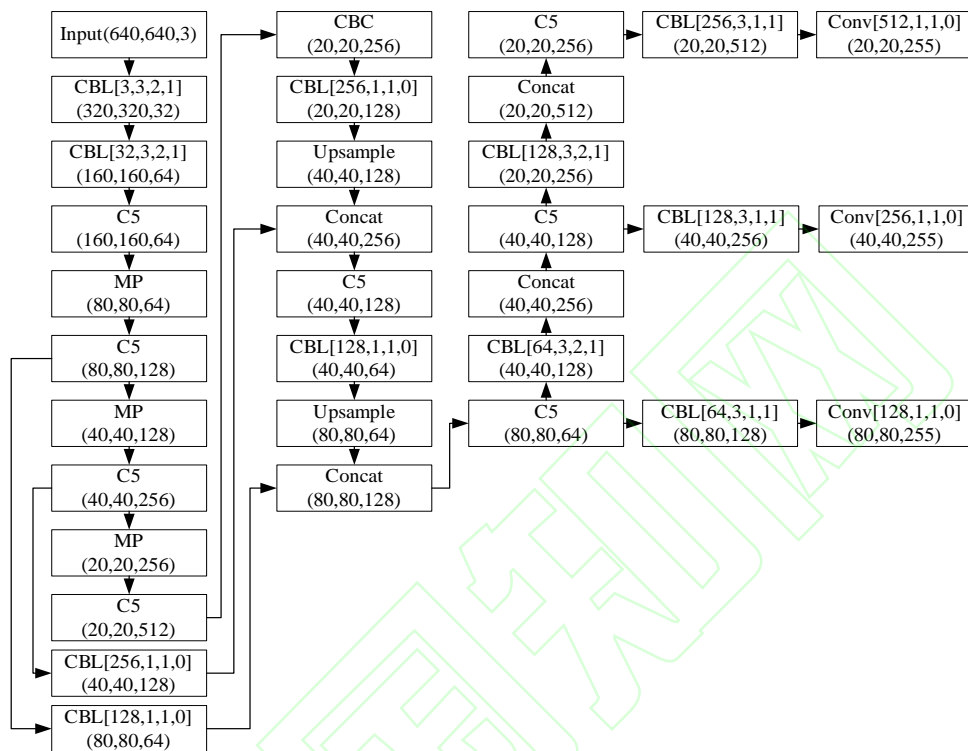 Input(640,640,3)
CBL[3,3,2,1]
(320,320,32)
CBL[32,3,2,1]
(160,160,64)
C5
(160,160,64)
MP
(80,80,64)
C5
(80,80,128)
MP
(40,40,128)
C5
(40,40,256)
MP
(20,20,256)
C5
(20,20,512)
CBL[256,1,1,0]
(40,40,128)
CBL[128,1,1,0]
(80,80,64)
CBC
(20,20,256)
CBL[256,1,1,0]
(20,20,128)
Upsample
(40,40,128)
Concat
(40,40,256)
C5
(40,40,128)
CBL[128,1,1,0]
(40,40,64)
Upsample
(80,80,64)
Concat
(80,80,128)
C5
(20,20,256)
Concat
(20,20,512)
CBL[128,3,2,1]
(20,20,256)
C5
(40,40,128)
Concat
(40,40,256)
CBL[64,3,2,1]
(40,40,128)
C5
(80,80,64)
CBL[256,3,1,1]
(20,20,512)
Conv[512,1,1,0]
(20,20,255)
CBL[128,3,1,1]
(40,40,256)
Conv[256,1,1,0]
(40,40,255)
CBL[64,3,1,1]
(80,80,128)
Conv[128,1,1,0]
(80,80,255)
知网